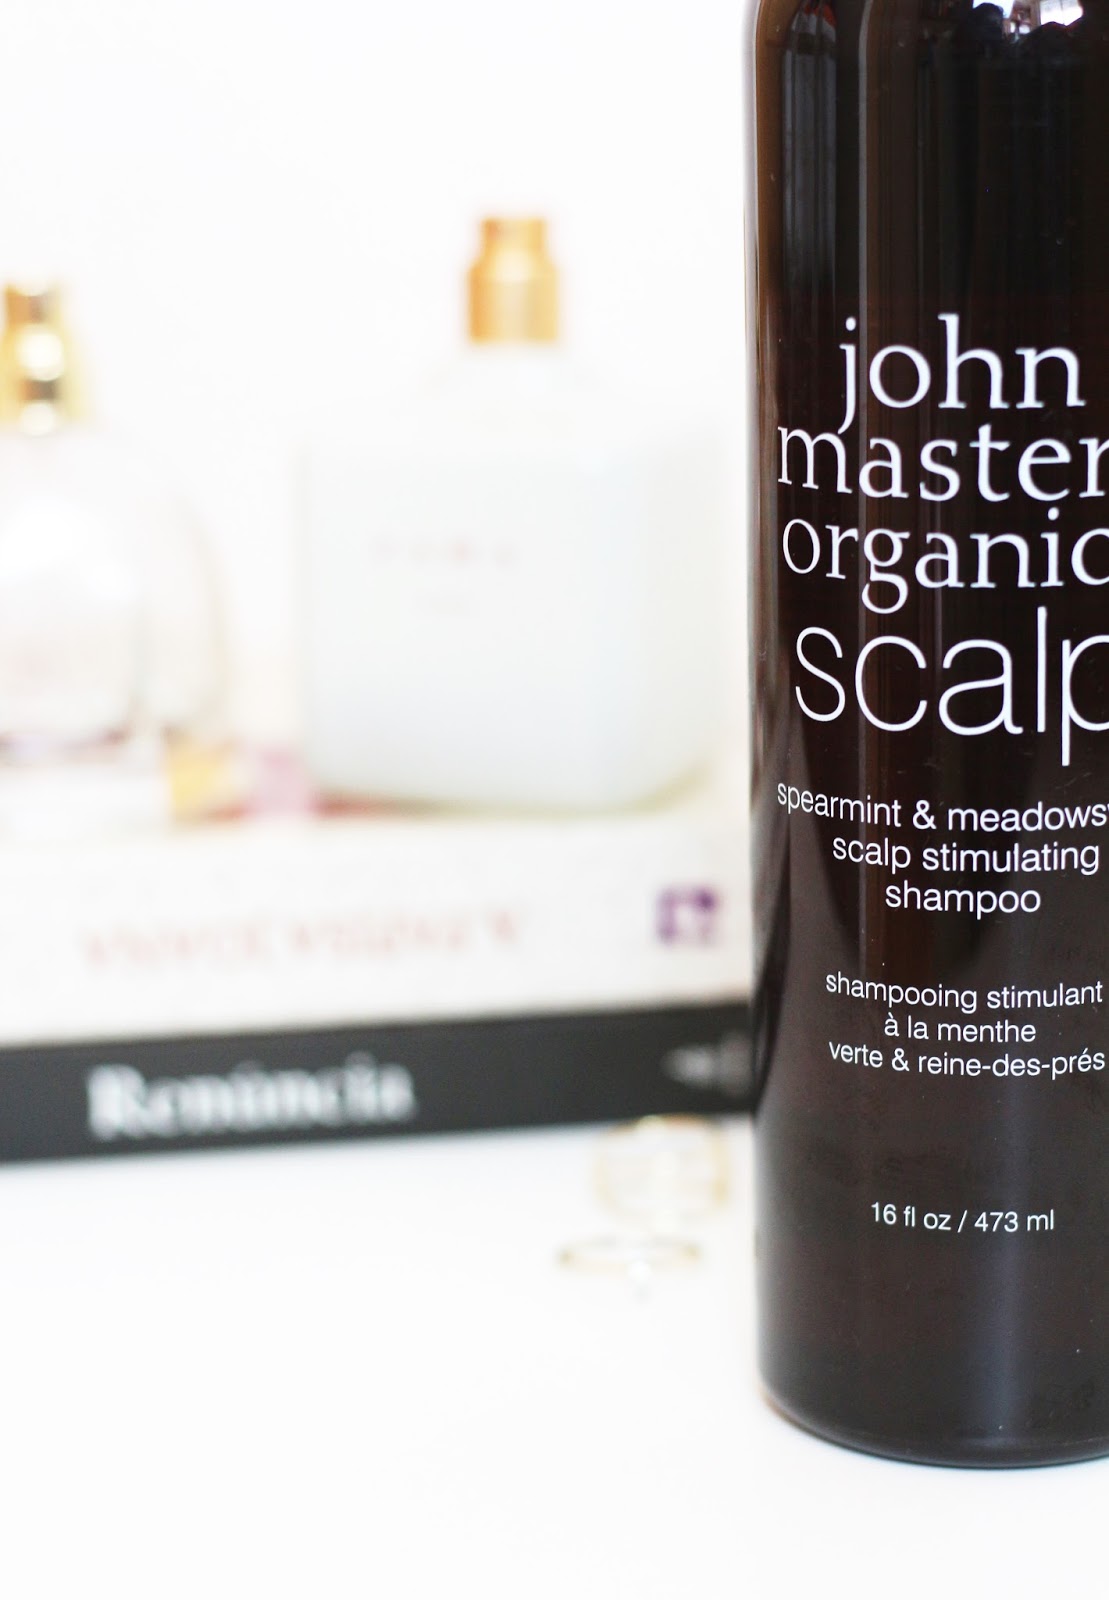 john
master
organic
scalp
spearmint & meadows
scalp stimulating
shampoo
shampooing stimulant
à la menthe
verte & reine-des-prés
16 fl oz / 473 ml
Renúncia